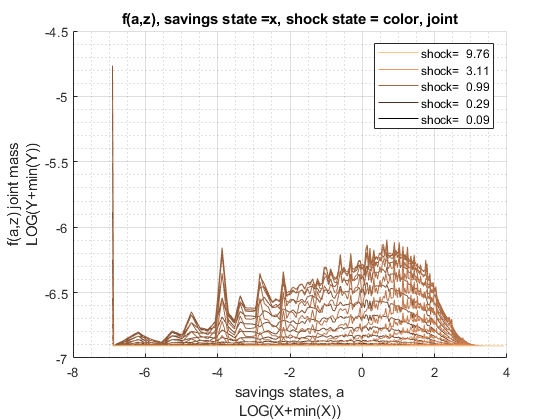 f(a,z), savings state =x, shock state = color, joint
shock= 9.76
shock= 3.11
shock= 0.99
shock= 0.29
shock= 0.09
-4.5
-5
-5.5
-6
-6.5
-7
f(a,z) joint mass
LOG(Y+min(Y))
-8
-6
-4
-2
0
2
4
savings states, a
LOG(X+min(X))